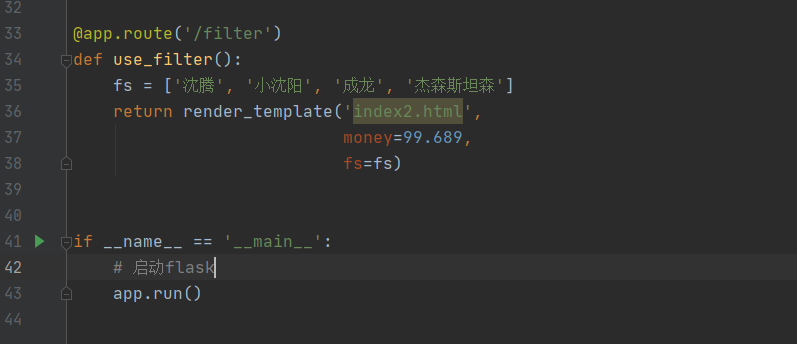 32
33 @app.route('/filter')
34 def use_filter():
35 fs = ['沈腾', '小沈阳', '成龙', '杰森斯坦森']
36 return render_template('index2.html',
37 money=99.689,
38 fs=fs)
39
40
41 if __name__ == '__main__':
42 # 启动flask
43 app.run()
44